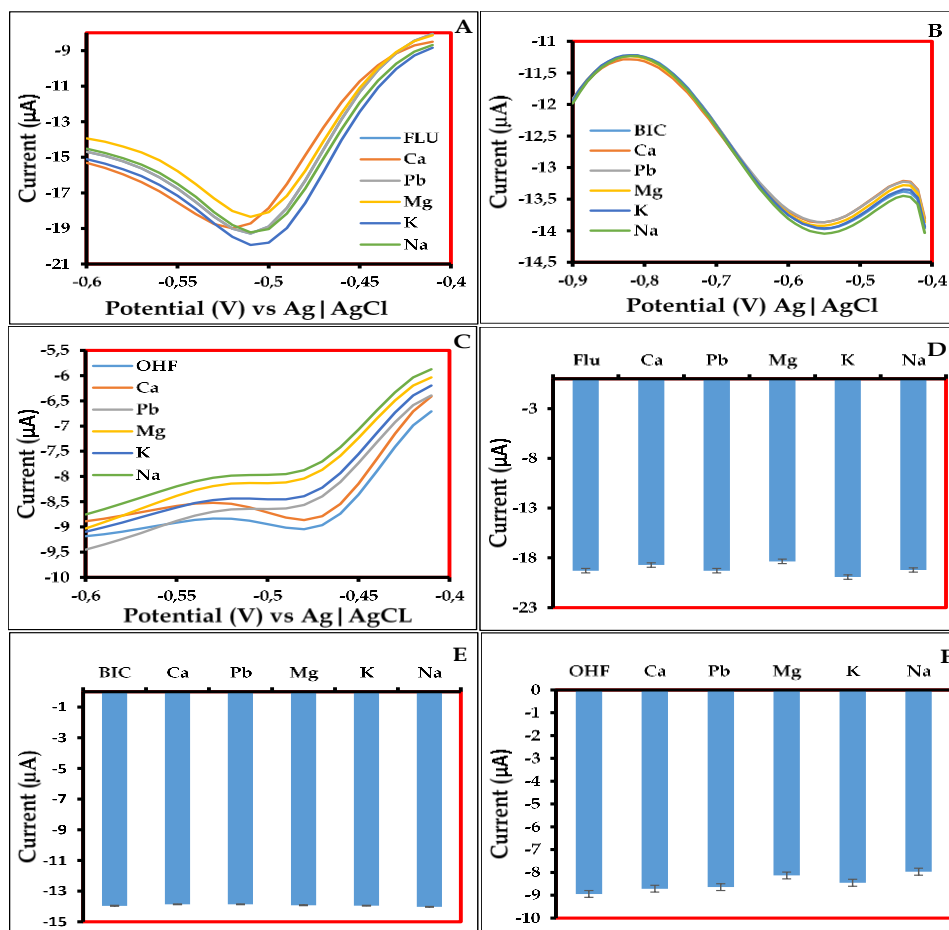 A
-9
-11
-13
-15
-17
-19
-21
Current (µA)
FLU
Ca
Pb
Mg
K
Na
-0,6
-0,55
-0,5
-0,45
-0,4
Potential (V) vs Ag|AgCl
B
-11
-11,5
-12
-12,5
-13
-13,5
-14
-14,5
Current (µA
BIC
Ca
Pb
Mg
K
Na
-0,9
-0,8
-0,7
-0,6
-0,5
-0,4
Potential (V) Ag|AgCl
C
-5,5
-6
-6,5
-7
-7,5
-8
-8,5
-9
-9,5
-10
Current (µA)
OHF
Ca
Pb
Mg
K
Na
-0,6
-0,55
-0,5
-0,45
-0,4
Potential (V) vs Ag|AgCL
D
Flu Ca Pb Mg K Na
-3
-8
-13
-18
-23
Current (µA)
E
BIC Ca Pb Mg K Na
-1
-3
-5
-7
-9
-11
-13
-15
Current (µA)
OHF Ca Pb Mg K Na
0
-1
-2
-3
-4
-5
-6
-7
-8
-9
-10
Current (µA)